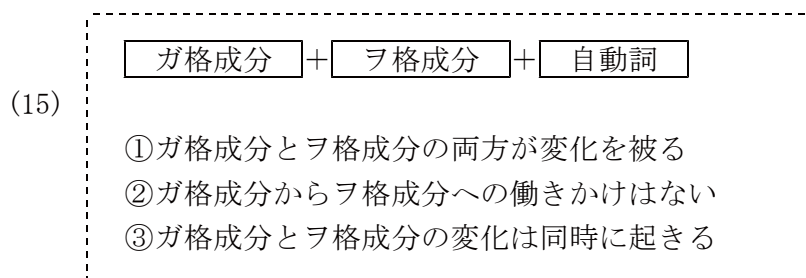 ガ格成分 + ヲ格成分 + 自動詞
(15)
①ガ格成分とヲ格成分の両方が変化を被る
②ガ格成分からヲ格成分への働きかけはない
③ガ格成分とヲ格成分の変化は同時に起きる